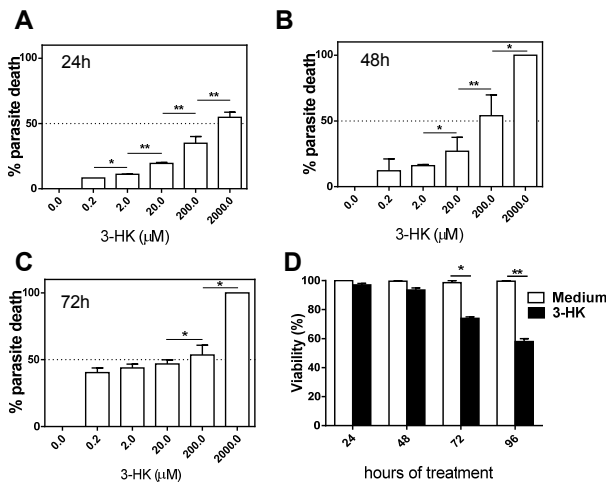 A
24h
% parasite death
100
50
0
* ** ** **
0.0 0.2 2.0 20.0 200.0 2000.0
3-HK (µM)
B
48h
% parasite death
100
50
0
* ** *
0.0 0.2 2.0 20.0 200.0 2000.0
3-HK (µM)
C
72h
% parasite death
100
50
0
* *
0.0 0.2 2.0 20.0 200.0 2000.0
3-HK (µM)
D
Viability (%)
100
80
60
40
20
0
* **
Medium
3-HK
24 48 72 96
hours of treatment